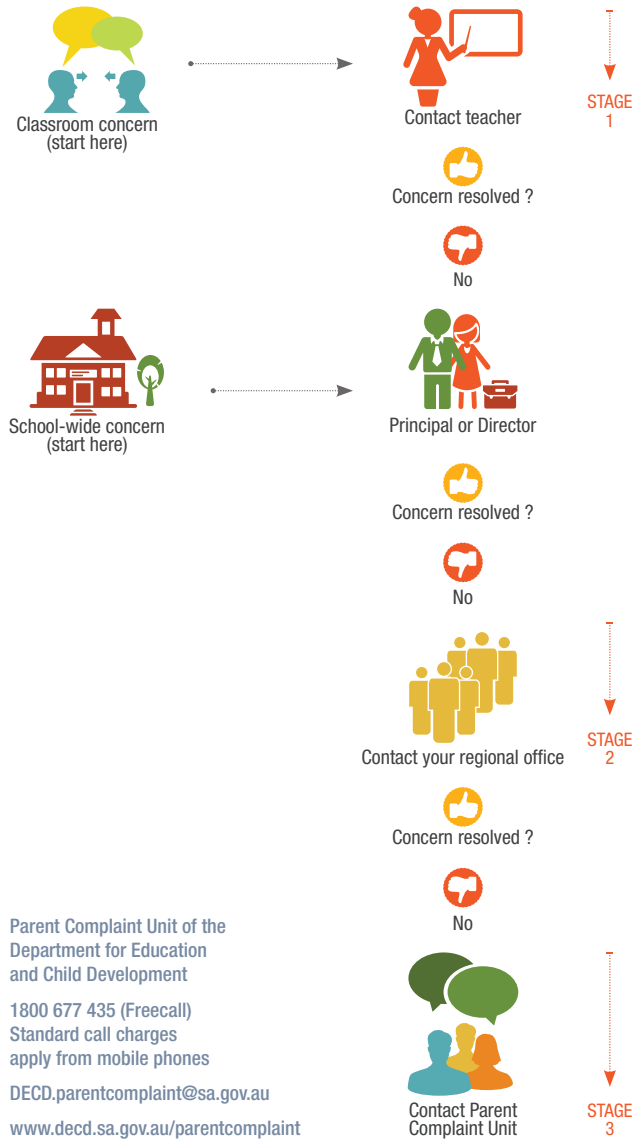 Classroom concern
(start here)
Contact teacher
STAGE
1
Concern resolved ?
No
School-wide concern
(start here)
Principal or Director
Concern resolved ?
No
Contact your regional office
STAGE
2
Concern resolved ?
No
Parent Complaint Unit of the
Department for Education
and Child Development
1800 677 435 (Freecall)
Standard call charges
apply from mobile phones
DECD.parentcomplaint@sa.gov.au
www.decd.sa.gov.au/parentcomplaint
Contact Parent
Complaint Unit
STAGE
3